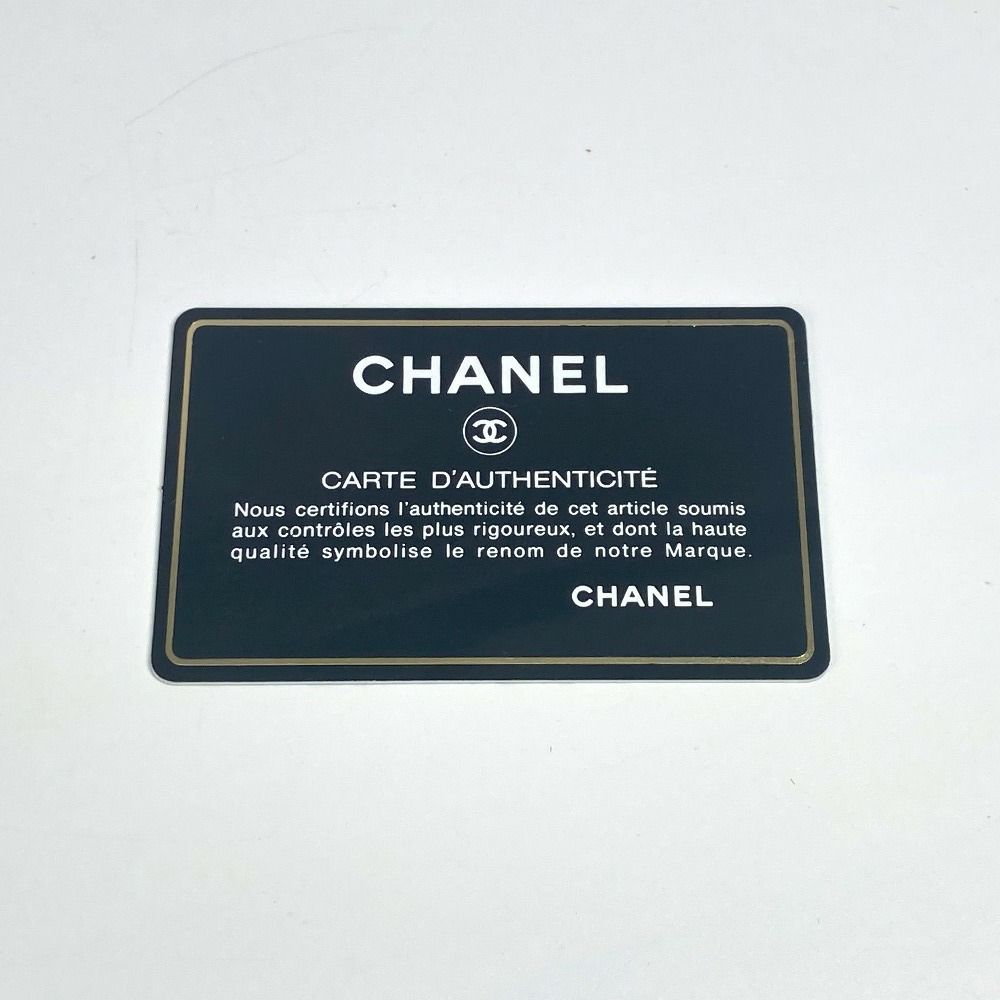 CHANEL
CARTE D'AUTHENTICITÉ
Nous certifions l'authenticité de cet article soumis
aux contrôles les plus rigoureux, et dont la haute
qualité symbolise le renom de notre Marque.
CHANEL